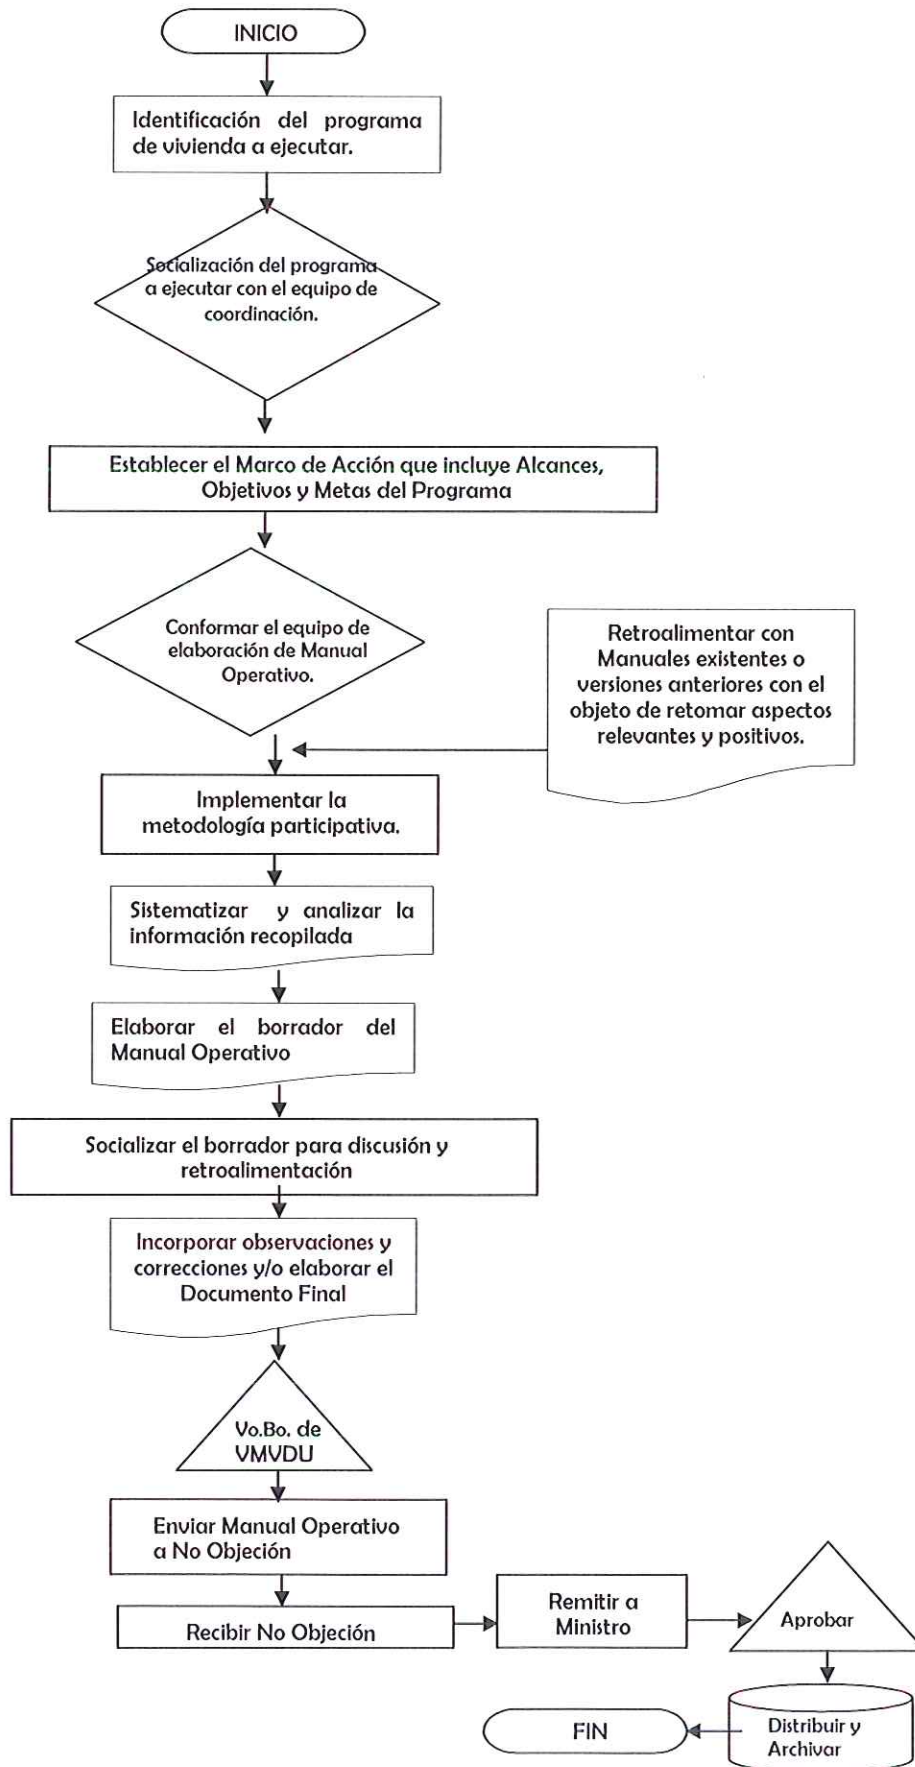 INICIO
Identificación del programa
de vivienda a ejecutar.
Socialización del programa
a ejecutar con el equipo de
coordinación.
Establecer el Marco de Acción que incluye Alcances,
Objetivos y Metas del Programa
Conformar el equipo de
elaboración de Manual
Operativo.
Retroalimentar con
Manuales existentes o
versiones anteriores con el
objeto de retomar aspectos
relevantes y positivos.
Implementar la
metodología participativa.
Sistematizar y analizar la
información recopilada
Elaborar el borrador del
Manual Operativo
Socializar el borrador para discusión y
retroalimentación
Incorporar observaciones y
correcciones y/o elaborar el
Documento Final
Vo.Bo. de
VMVDU
Enviar Manual Operativo
a No Objeción
Recibir No Objeción
Remitir a
Ministro
Aprobar
Distribuir y
Archivar
FIN